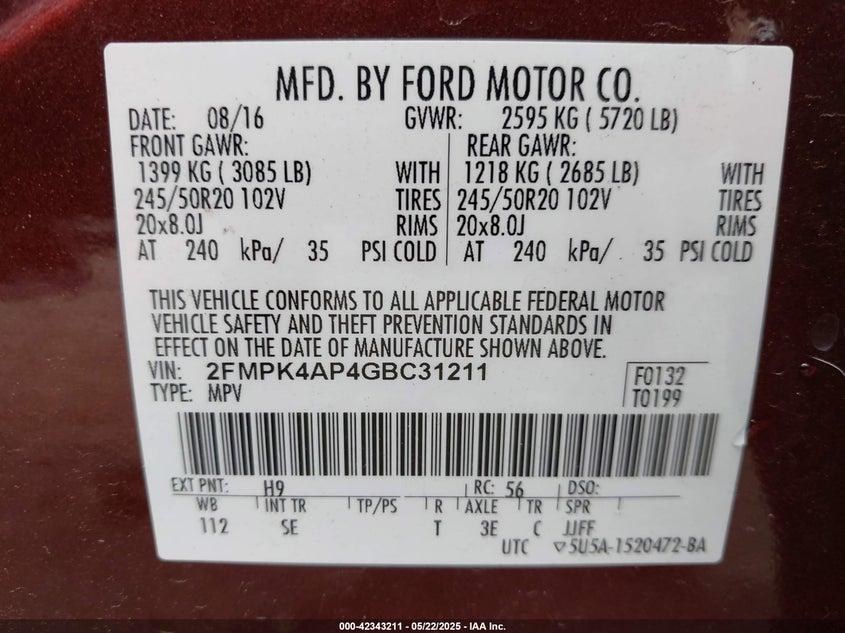 MFD. BY FORD MOTOR CO.
DATE: 08/16 GVWR: 2595 KG ( 5720 LB)
FRONT GAWR: REAR GAWR:
1399 KG ( 3085 LB) WITH 1218 KG ( 2685 LB) WITH
245/50R20 102V TIRES 245/50R20 102V TIRES
20x8.0J RIMS 20x8.0J RIMS
AT 240 kPa/ 35 PSI COLD AT 240 kPa/ 35 PSI COLD
THIS VEHICLE CONFORMS TO ALL APPLICABLE FEDERAL MOTOR
VEHICLE SAFETY AND THEFT PREVENTION STANDARDS IN
EFFECT ON THE DATE OF MANUFACTURE SHOWN ABOVE.
VIN: 2FMPK4AP4GBC31211 F0132
TYPE: MPV T0199
EXT PNT: H9 RC: 56 DSO:
WB INT TR TP/PS R AXLE TR SPR
112 SE T 3E C JJFF
UTC ▽5U5A-1520472-BA
000-42343211 - 05/22/2025 - IAA Inc.